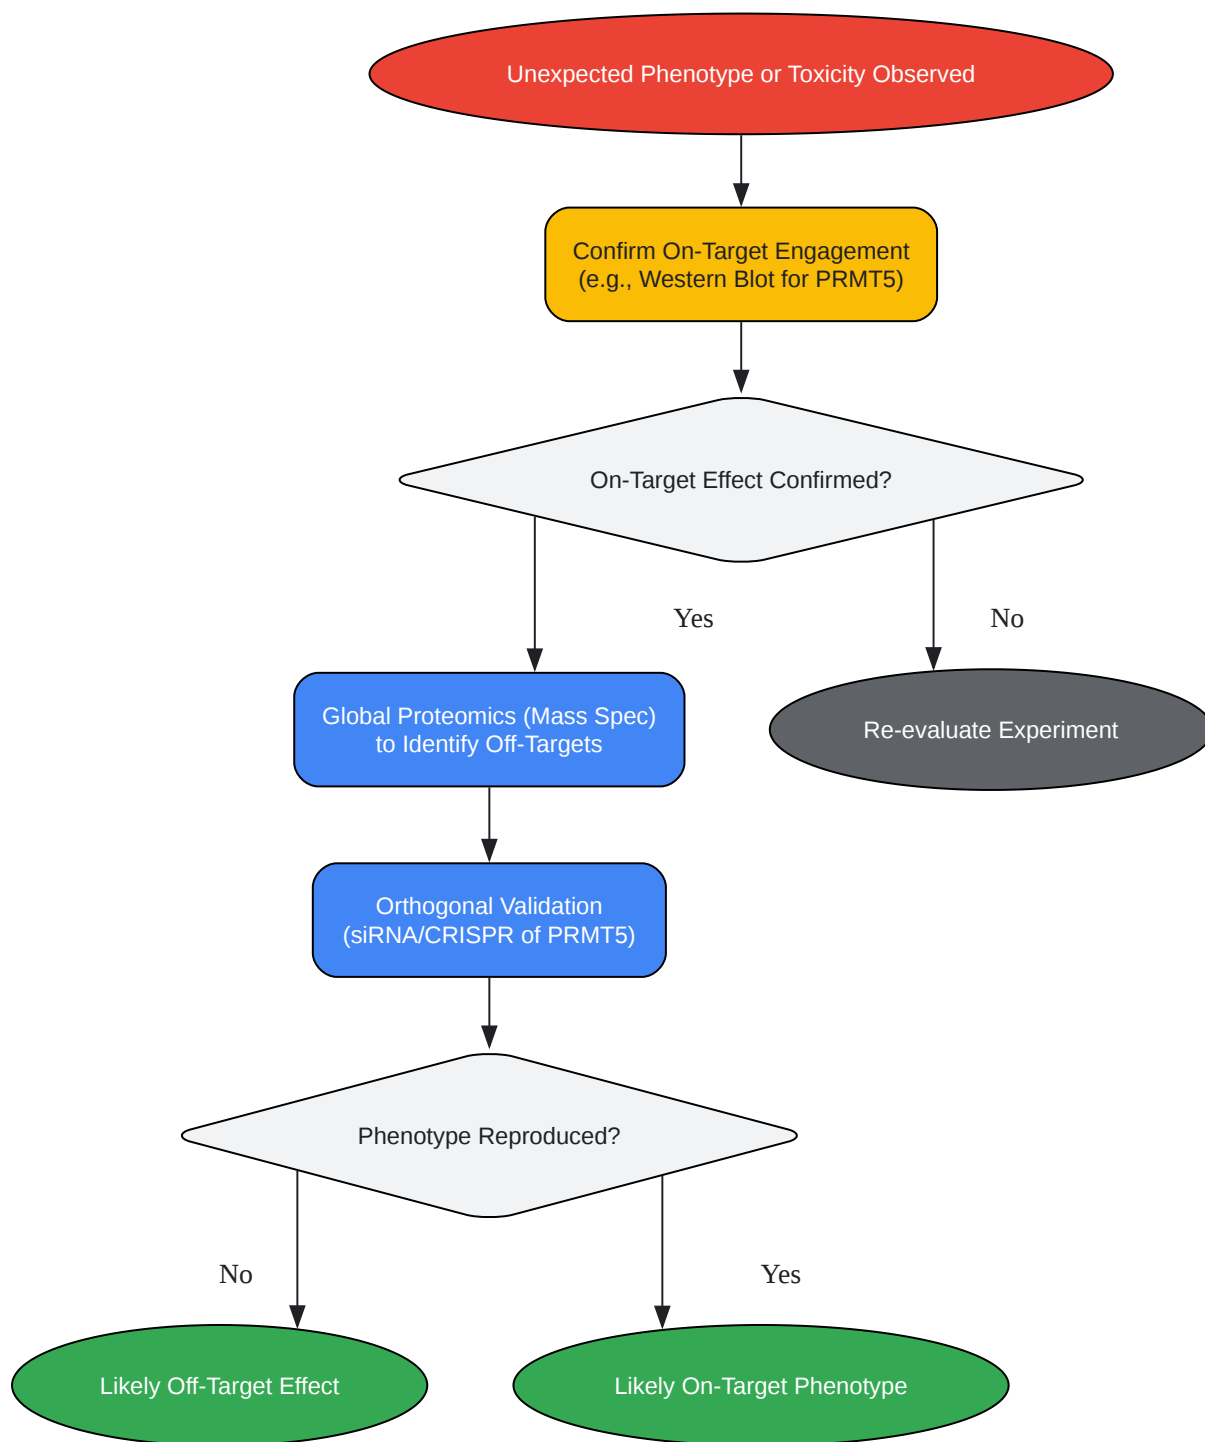 Unexpected Phenotype or Toxicity Observed
Confirm On-Target Engagement
(e.g., Western Blot for PRMT5)
On-Target Effect Confirmed?
Yes
No
Global Proteomics (Mass Spec)
to Identify Off-Targets
Re-evaluate Experiment
Orthogonal Validation
(siRNA/CRISPR of PRMT5)
Phenotype Reproduced?
No
Yes
Likely Off-Target Effect
Likely On-Target Phenotype